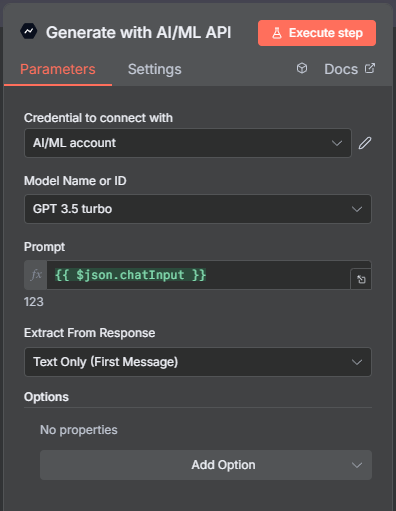 Generate with AI/ML API
Execute step
Parameters Settings Docs
Credential to connect with
AI/ML account
Model Name or ID
GPT 3.5 turbo
Prompt
fx {{ $json.chatInput }}
123
Extract From Response
Text Only (First Message)
Options
No properties
Add Option